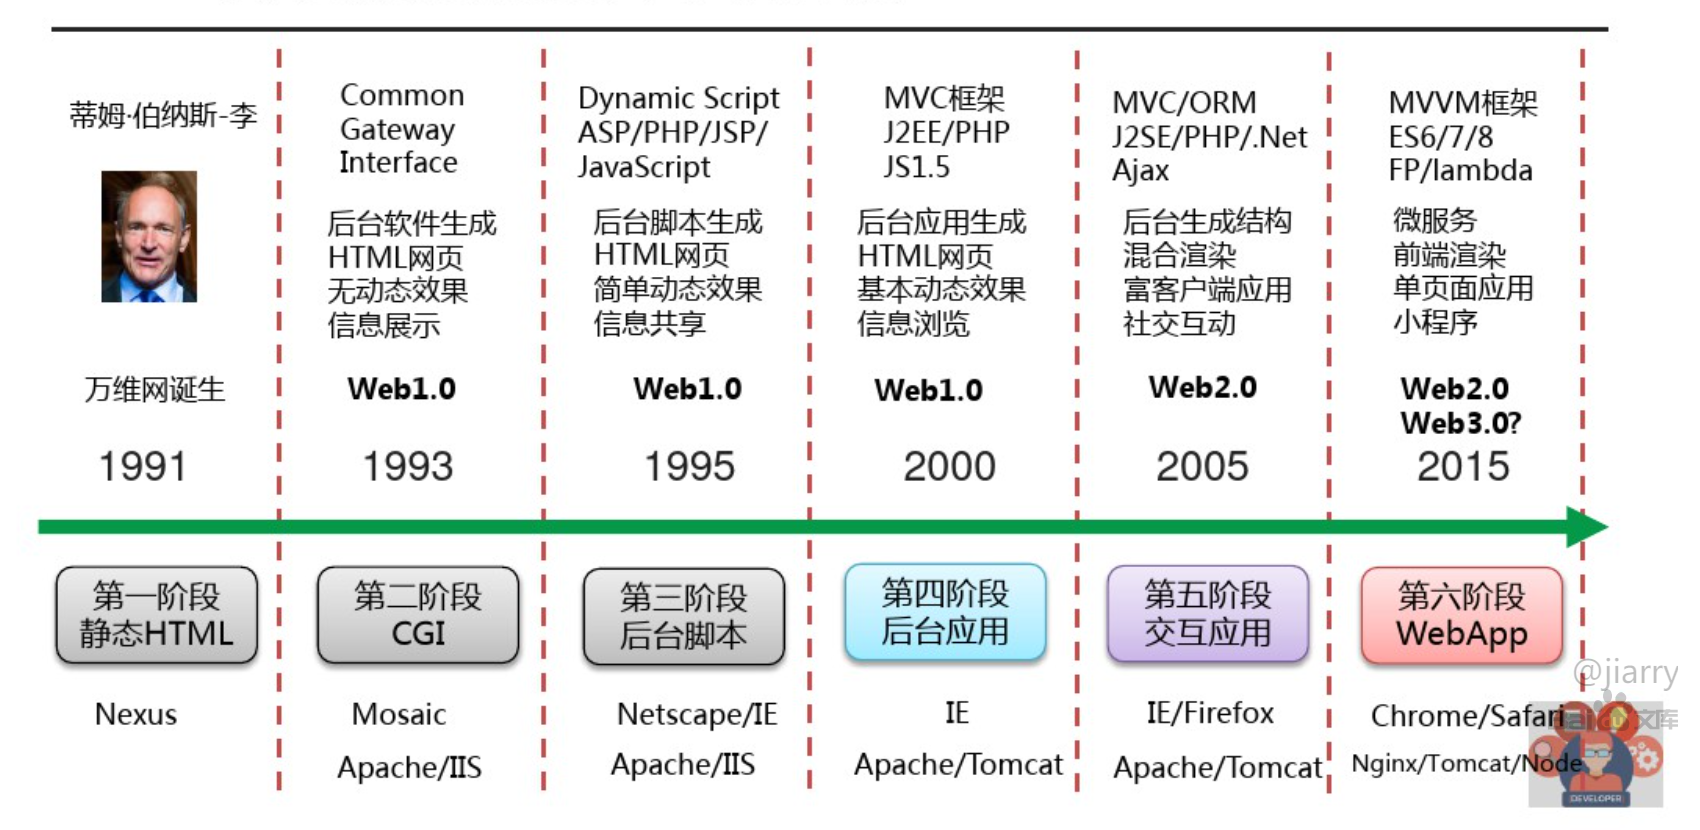 蒂姆·伯纳斯-李
万维网诞生
1991
Common
Gateway
Interface
后台软件生成
HTML网页
无动态效果
信息展示
Web1.0
1993
Dynamic Script
ASP/PHP/JSP/
JavaScript
后台脚本生成
HTML网页
简单动态效果
信息共享
Web1.0
1995
MVC框架
J2EE/PHP
JS1.5
后台应用生成
HTML网页
基本动态效果
信息浏览
Web1.0
2000
MVC/ORM
J2SE/PHP/.Net
Ajax
后台生成结构
混合渲染
富客户端应用
社交互动
Web2.0
2005
MVVM框架
ES6/7/8
FP/lambda
微服务
前端渲染
单页面应用
小程序
Web2.0
Web3.0?
2015
第一阶段
静态HTML
Nexus
第二阶段
CGI
Mosaic
Apache/IIS
第三阶段
后台脚本
Netscape/IE
Apache/IIS
第四阶段
后台应用
IE
Apache/Tomcat
第五阶段
交互应用
IE/Firefox
Apache/Tomcat
第六阶段
WebApp
Chrome/Safari
Nginx/Tomcat/Node
@jiarry
文库
DEVELOPER